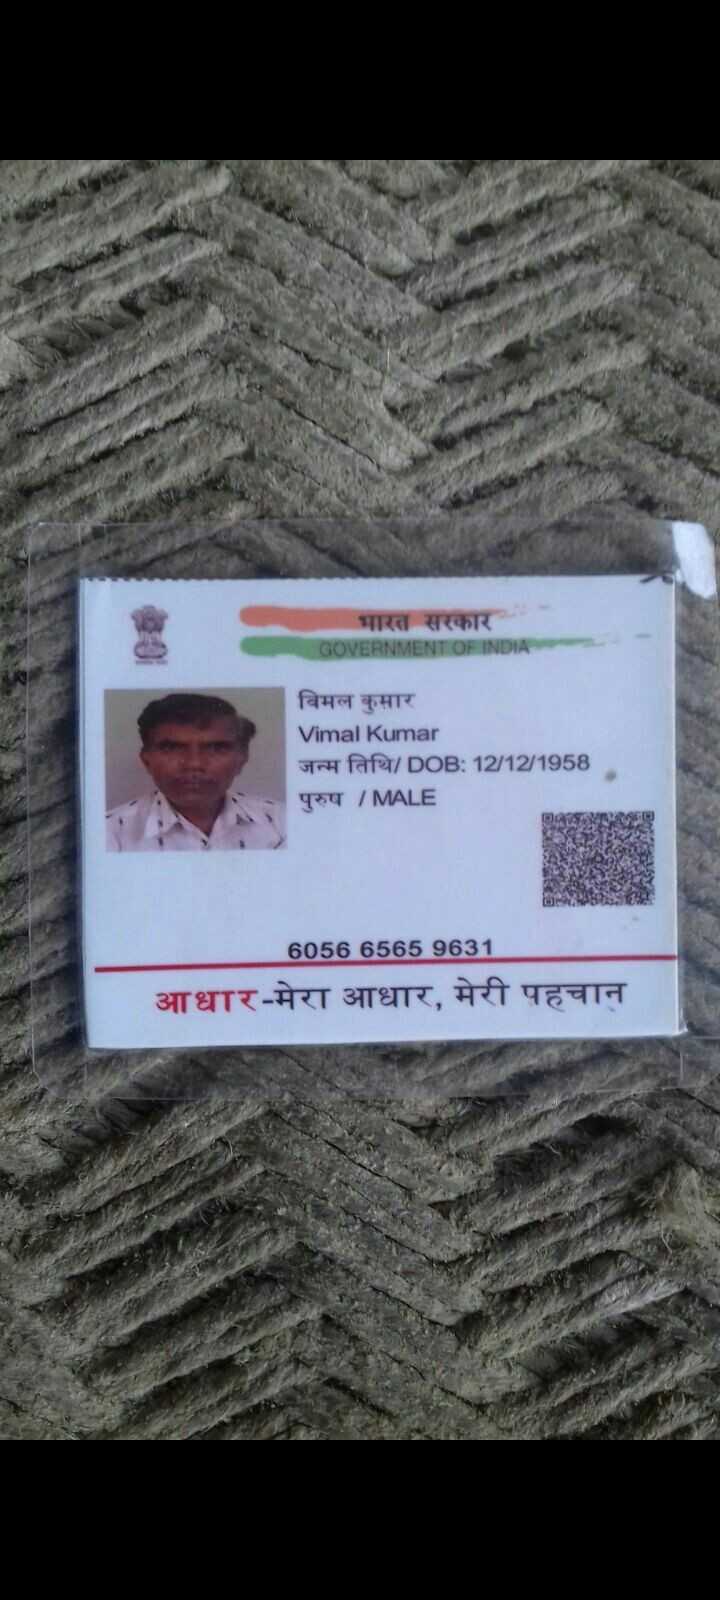 भारत सरकार
GOVERNMENT OF INDIA
विमल कुमार
Vimal Kumar
जन्म तिथि/ DOB: 12/12/1958
पुरुष / MALE
6056 6565 9631
आधार-मेरा आधार, मेरी पहचान